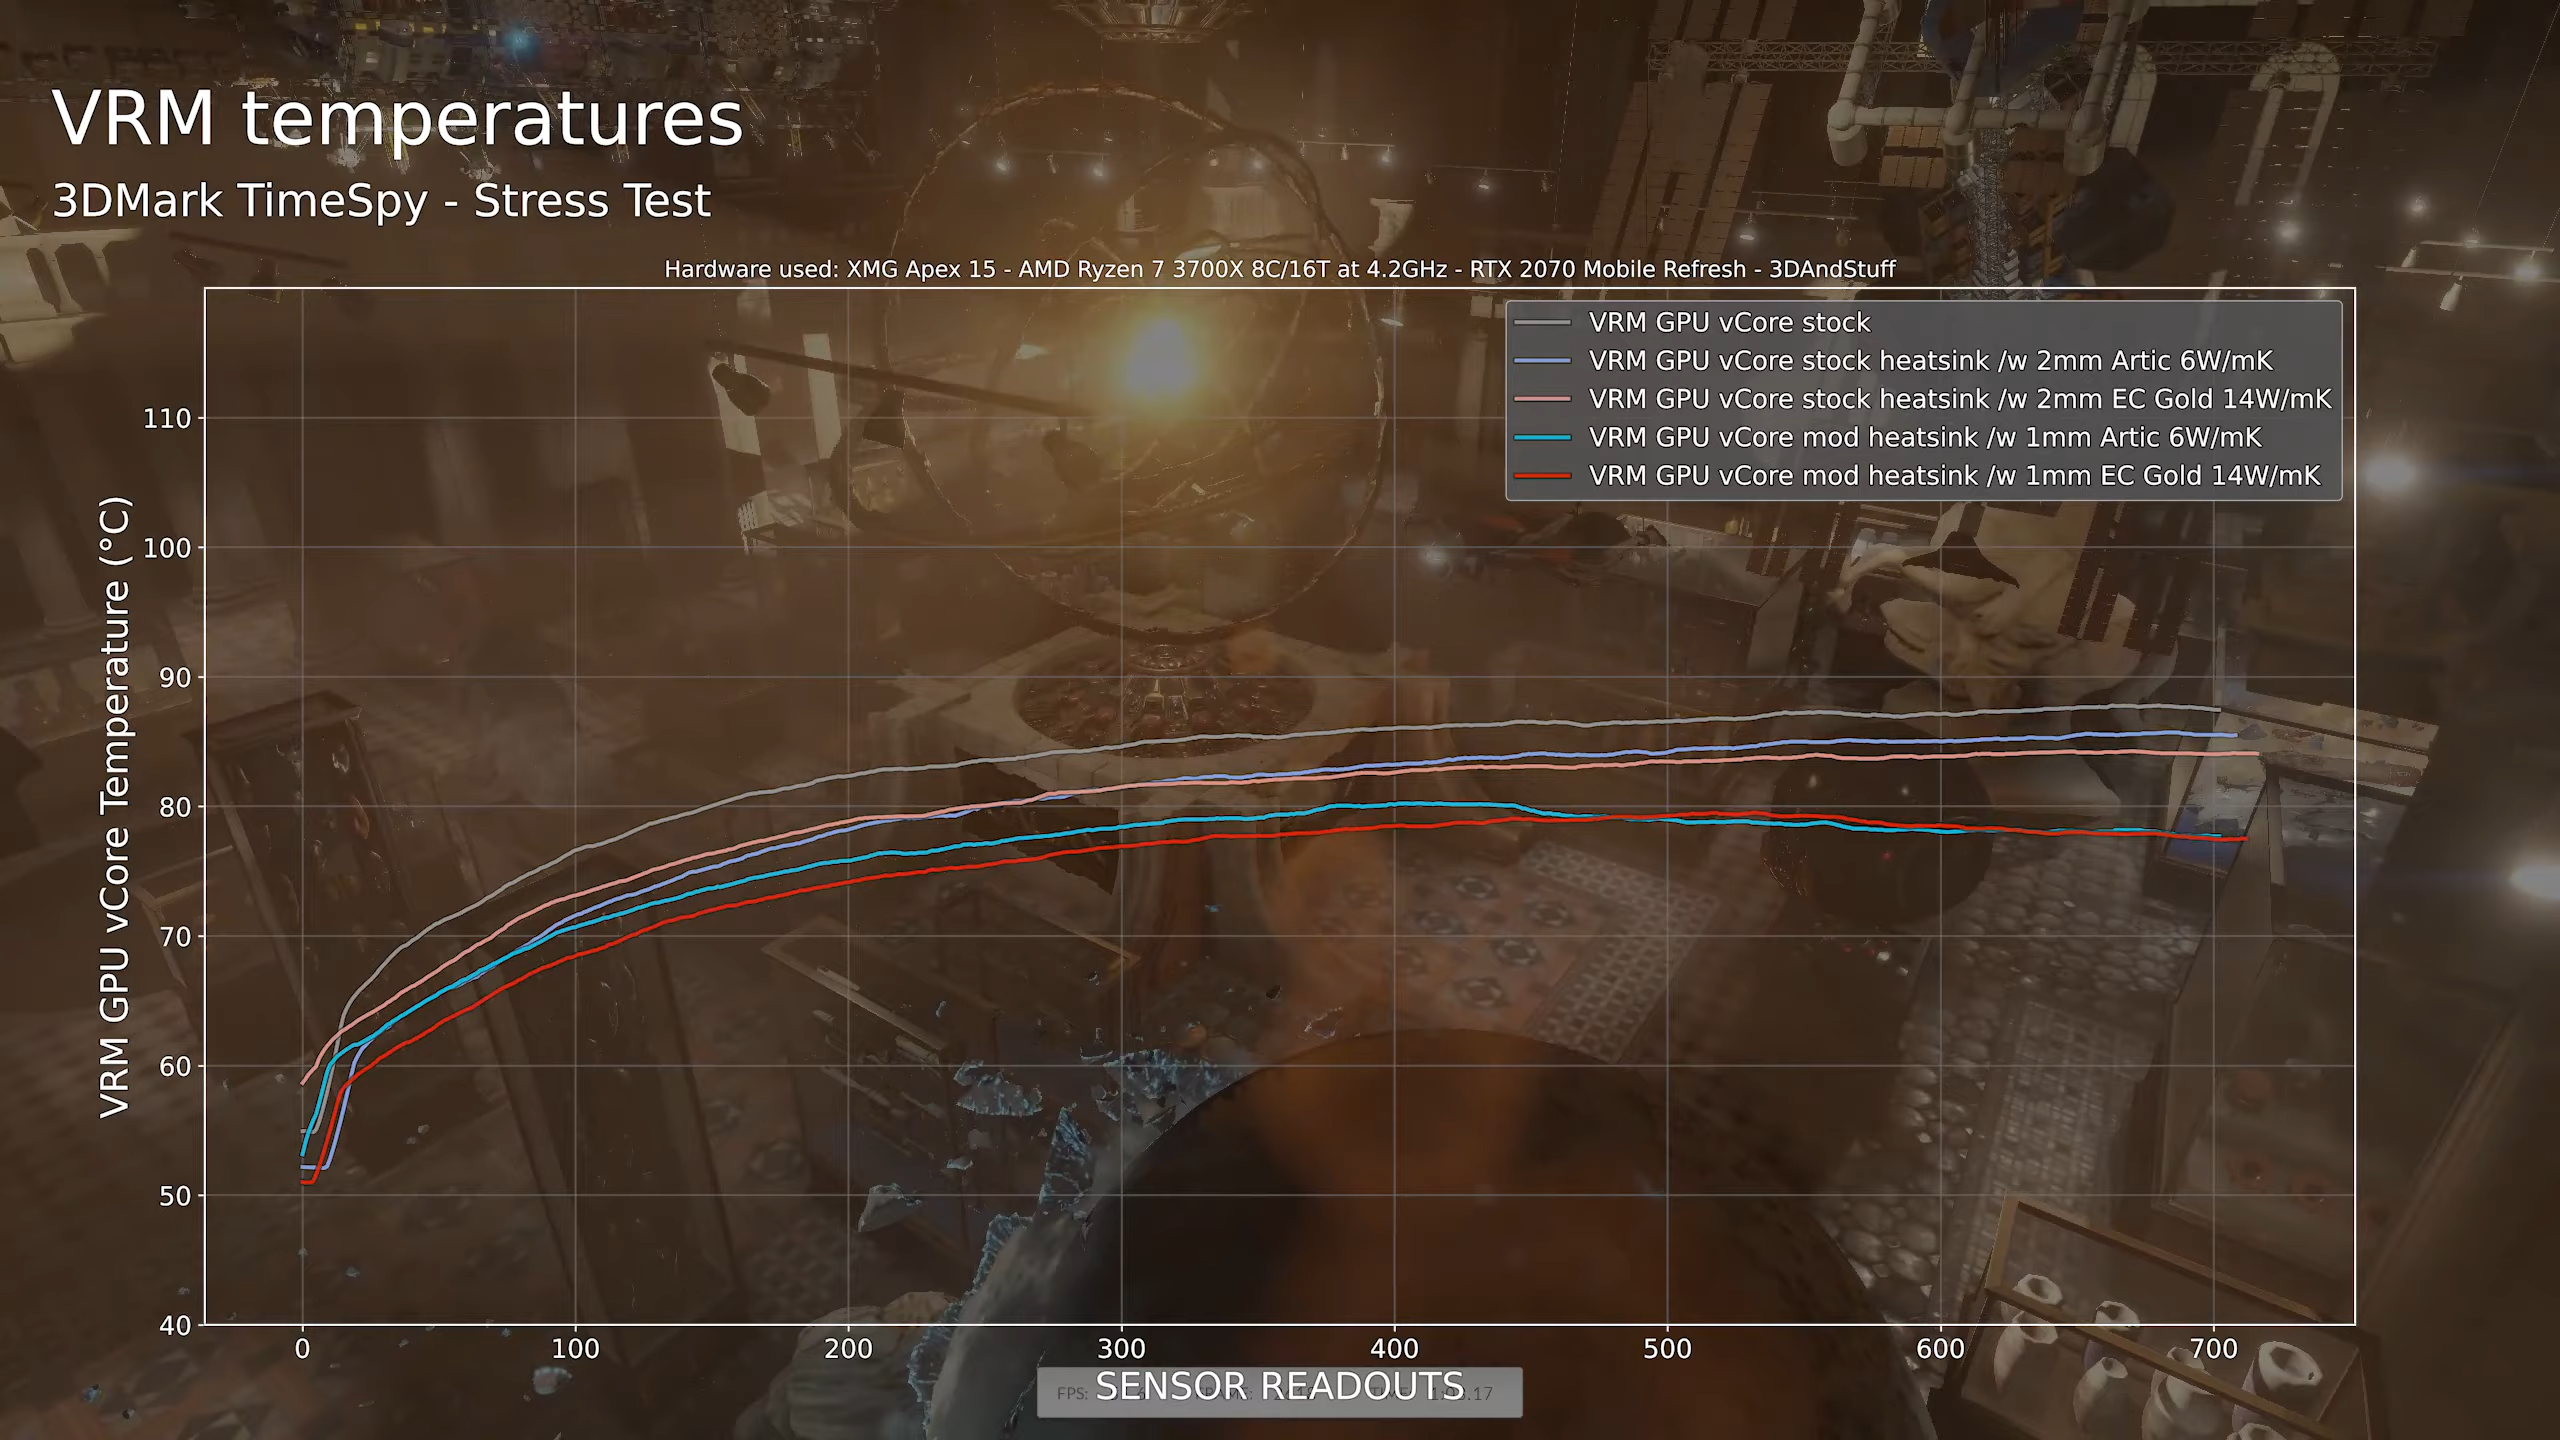 VRM temperatures
3DMark TimeSpy - Stress Test
Hardware used: XMG Apex 15 - AMD Ryzen 7 3700X 8C/16T at 4.2GHz - RTX 2070 Mobile Refresh - 3DAndStuff
VRM GPU vCore stock
VRM GPU vCore stock heatsink /w 2mm Artic 6W/mK
VRM GPU vCore stock heatsink /w 2mm EC Gold 14W/mK
VRM GPU vCore mod heatsink /w 1mm Artic 6W/mK
VRM GPU vCore mod heatsink /w 1mm EC Gold 14W/mK
VRM GPU vCore Temperature (°C)
110
100
90
80
70
60
50
40
0 100 200 300 400 500 600 700
SENSOR READOUTS
FPS: